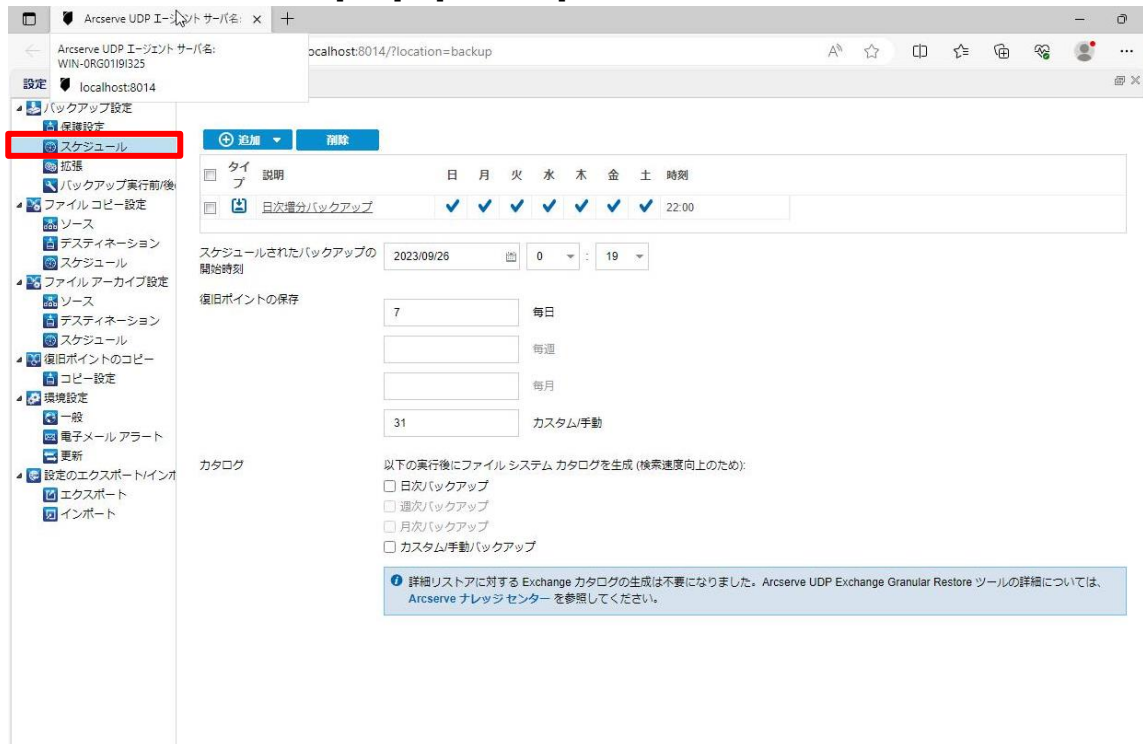 Arcserve UDP エージェント サーバ名:
Arcserve UDP エージェント サーバ名:
WIN-0RG01I9I325
localhost:8014
ocalhost:8014/?location=backup
設定
バックアップ設定
保護設定
スケジュール
拡張
バックアップ実行前/後
ファイル コピー設定
ソース
デスティネーション
スケジュール
ファイル アーカイブ設定
ソース
デスティネーション
スケジュール
復旧ポイントのコピー
コピー設定
環境設定
一般
電子メール アラート
更新
設定のエクスポート/インポ
エクスポート
インポート
追加 削除
タイプ 説明 日 月 火 水 木 金 土 時刻
日次増分バックアップ 22:00
スケジュールされたバックアップの
開始時刻
2023/09/26 0 : 19
復旧ポイントの保存
7 毎日
毎週
毎月
31 カスタム/手動
カタログ
以下の実行後にファイル システム カタログを生成 (検索速度向上のため):
日次バックアップ
週次バックアップ
月次バックアップ
カスタム/手動バックアップ
詳細リストアに対する Exchange カタログの生成は不要になりました。Arcserve UDP Exchange Granular Restore ツールの詳細については、
Arcserve ナレッジ センター を参照してください。